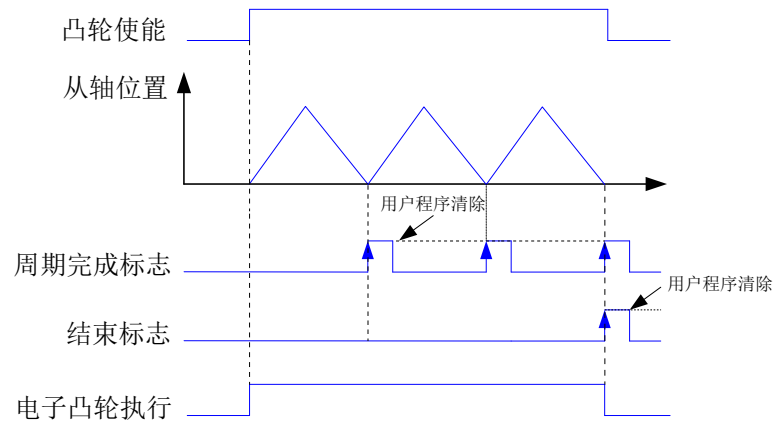 凸轮使能
从轴位置
用户程序清除
周期完成标志
用户程序清除
结束标志
电子凸轮执行